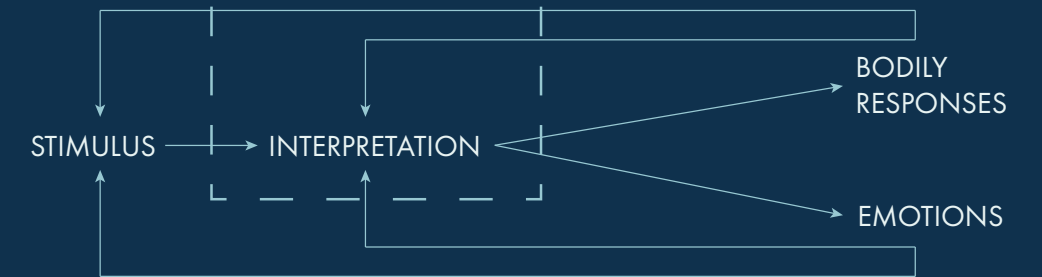 BODILY
RESPONSES
STIMULUS
INTERPRETATION
EMOTIONS